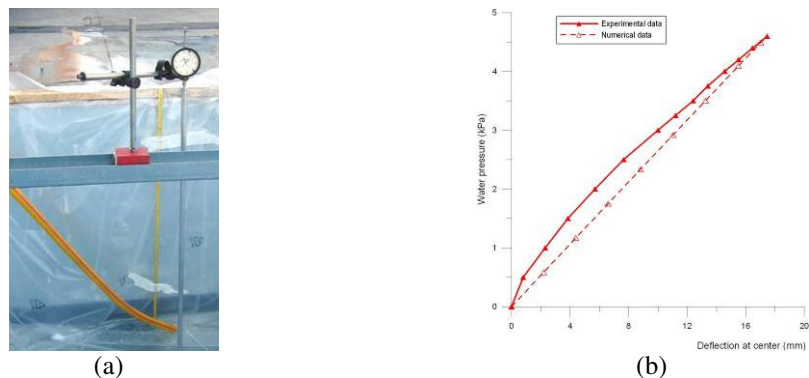 Experimental data
Numerical data
Water pressure (kPa)
5
4
3
2
1
0
0 4 8 12 16 20
Deflection at center (mm)
(a) (b)